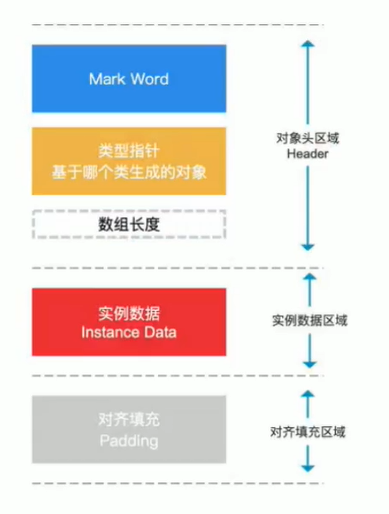 Mark Word
类型指针
基于哪个类生成的对象
数组长度
对象头区域
Header
实例数据
Instance Data
实例数据区域
对齐填充
Padding
对齐填充区域